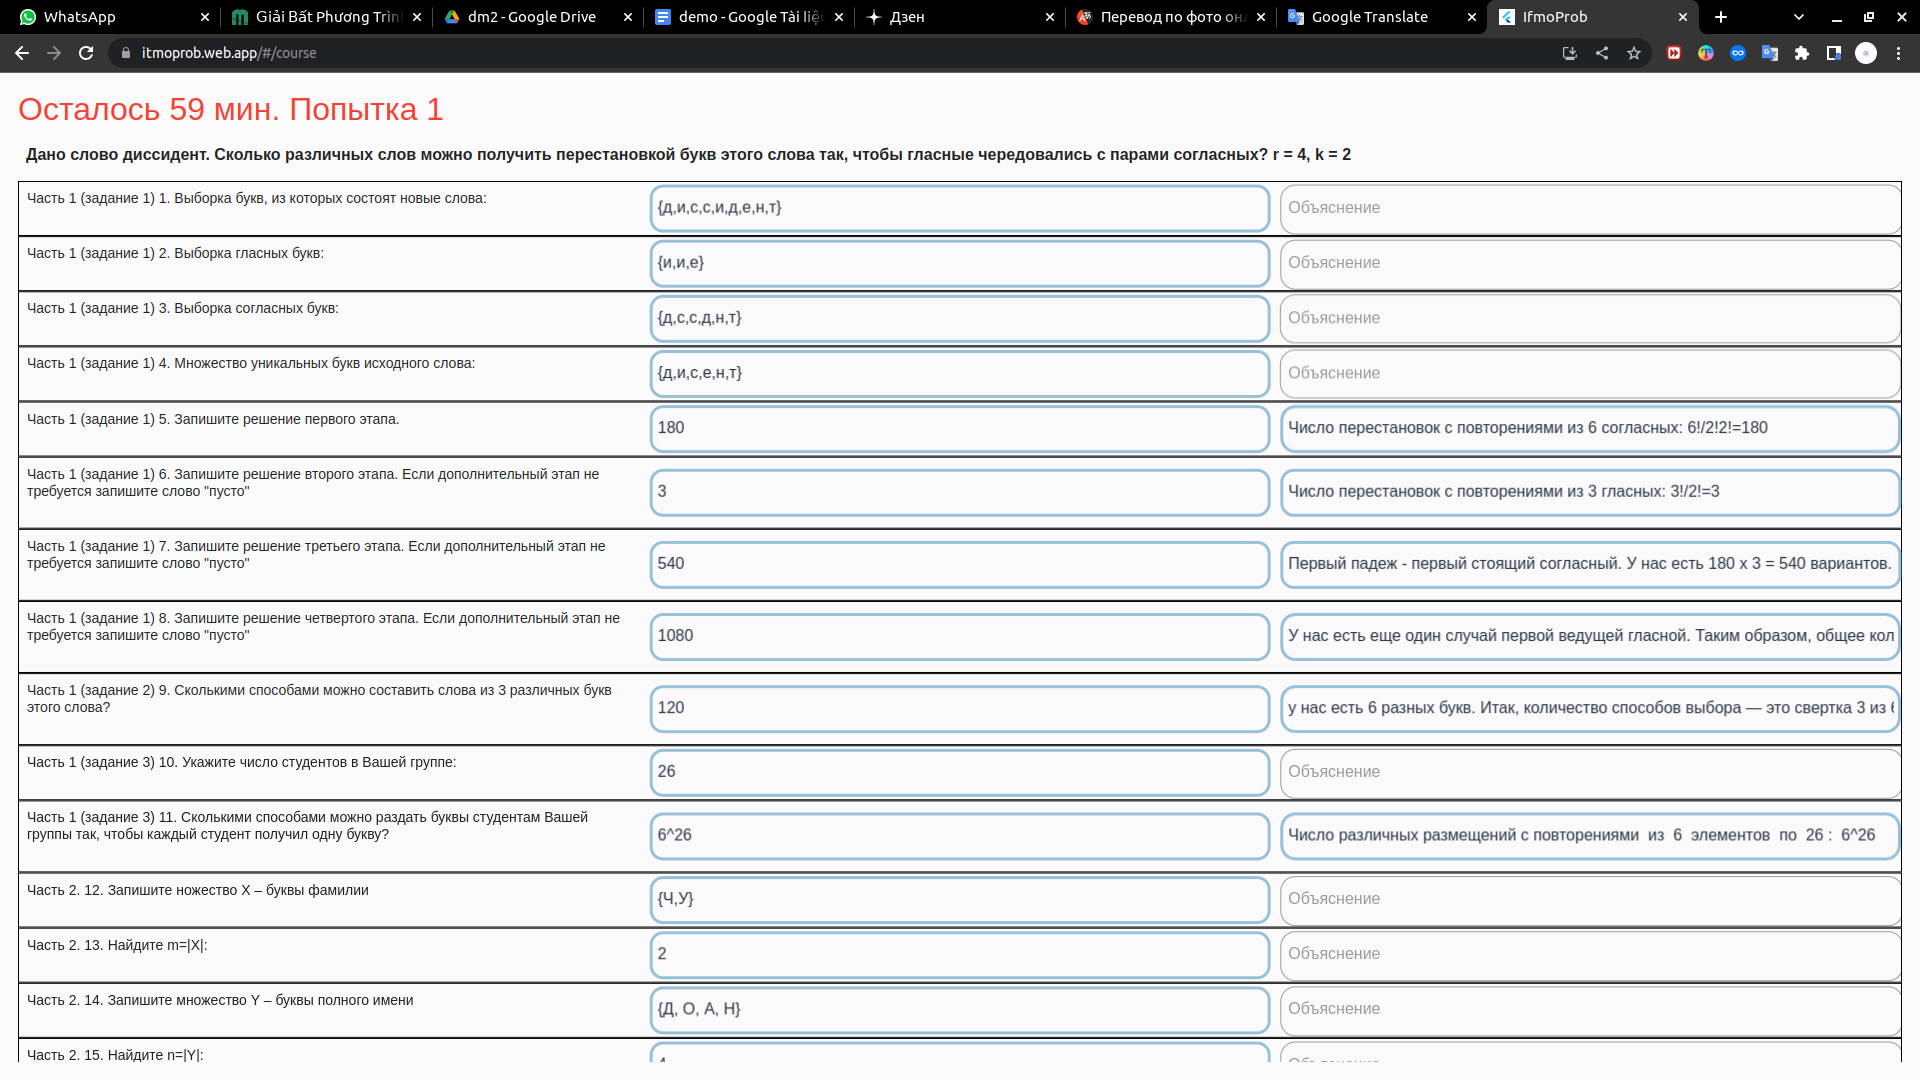 WhatsApp
Giải Bất Phương Trìn
dm2 - Google Drive
demo - Google Tài liệu
Дзен
Перевод по фото он
Google Translate
IfmoProb
itmoprob.web.app/#/course
Осталось 59 мин. Попытка 1
Дано слово диссидент. Сколько различных слов можно получить перестановкой букв этого слова так, чтобы гласные чередовались с парами согласных? r = 4, k = 2
Часть 1 (задание 1) 1. Выборка букв, из которых состоят новые слова:
{д,и,с,с,и,д,е,н,т}
Объяснение
Часть 1 (задание 1) 2. Выборка гласных букв:
{и,и,е}
Объяснение
Часть 1 (задание 1) 3. Выборка согласных букв:
{д,с,с,д,н,т}
Объяснение
Часть 1 (задание 1) 4. Множество уникальных букв исходного слова:
{д,и,с,е,н,т}
Объяснение
Часть 1 (задание 1) 5. Запишите решение первого этапа.
180
Число перестановок с повторениями из 6 согласных: 6!/2!2!=180
Часть 1 (задание 1) 6. Запишите решение второго этапа. Если дополнительный этап не
требуется запишите слово "пусто"
3
Число перестановок с повторениями из 3 гласных: 3!/2!=3
Часть 1 (задание 1) 7. Запишите решение третьего этапа. Если дополнительный этап не
требуется запишите слово "пусто"
540
Первый падеж - первый стоящий согласный. У нас есть 180 x 3 = 540 вариантов.
Часть 1 (задание 1) 8. Запишите решение четвертого этапа. Если дополнительный этап не
требуется запишите слово "пусто"
1080
У нас есть еще один случай первой ведущей гласной. Таким образом, общее кол
Часть 1 (задание 2) 9. Сколькими способами можно составить слова из 3 различных букв
этого слова?
120
у нас есть 6 разных букв. Итак, количество способов выбора — это свертка 3 из 6
Часть 1 (задание 3) 10. Укажите число студентов в Вашей группе:
26
Объяснение
Часть 1 (задание 3) 11. Сколькими способами можно раздать буквы студентам Вашей
группы так, чтобы каждый студент получил одну букву?
6^26
Число различных размещений с повторениями из 6 элементов по 26 : 6^26
Часть 2. 12. Запишите ножество X – буквы фамилии
{Ч,У}
Объяснение
Часть 2. 13. Найдите m=|X|:
2
Объяснение
Часть 2. 14. Запишите множество Y – буквы полного имени
{Д, О, А, Н}
Объяснение
Часть 2. 15. Найдите n=|Y|:
4
Объяснение